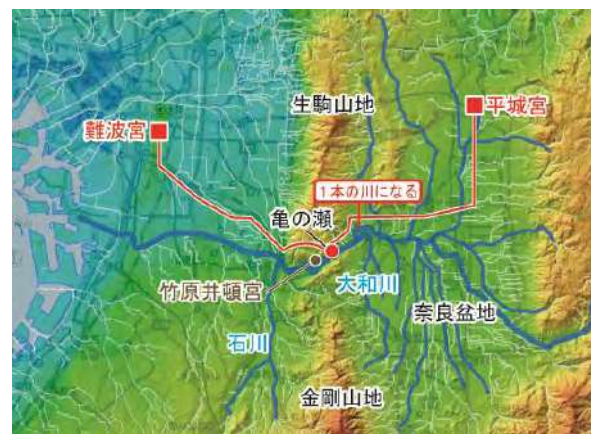 生駒山地
平城宮
難波宮
1本の川になる
亀の瀬
竹原井頓宮
大和川
奈良盆地
石川
金剛山地